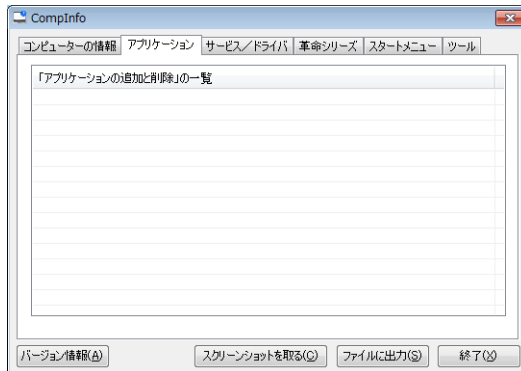 CompInfo
コンピューターの情報 アプリケーション サービス／ドライバ 革命シリーズ スタートメニュー ツール
「アプリケーションの追加と削除」の一覧
バージョン情報(A) スクリーンショットを取る(C) ファイルに出力(S) 終了(X)